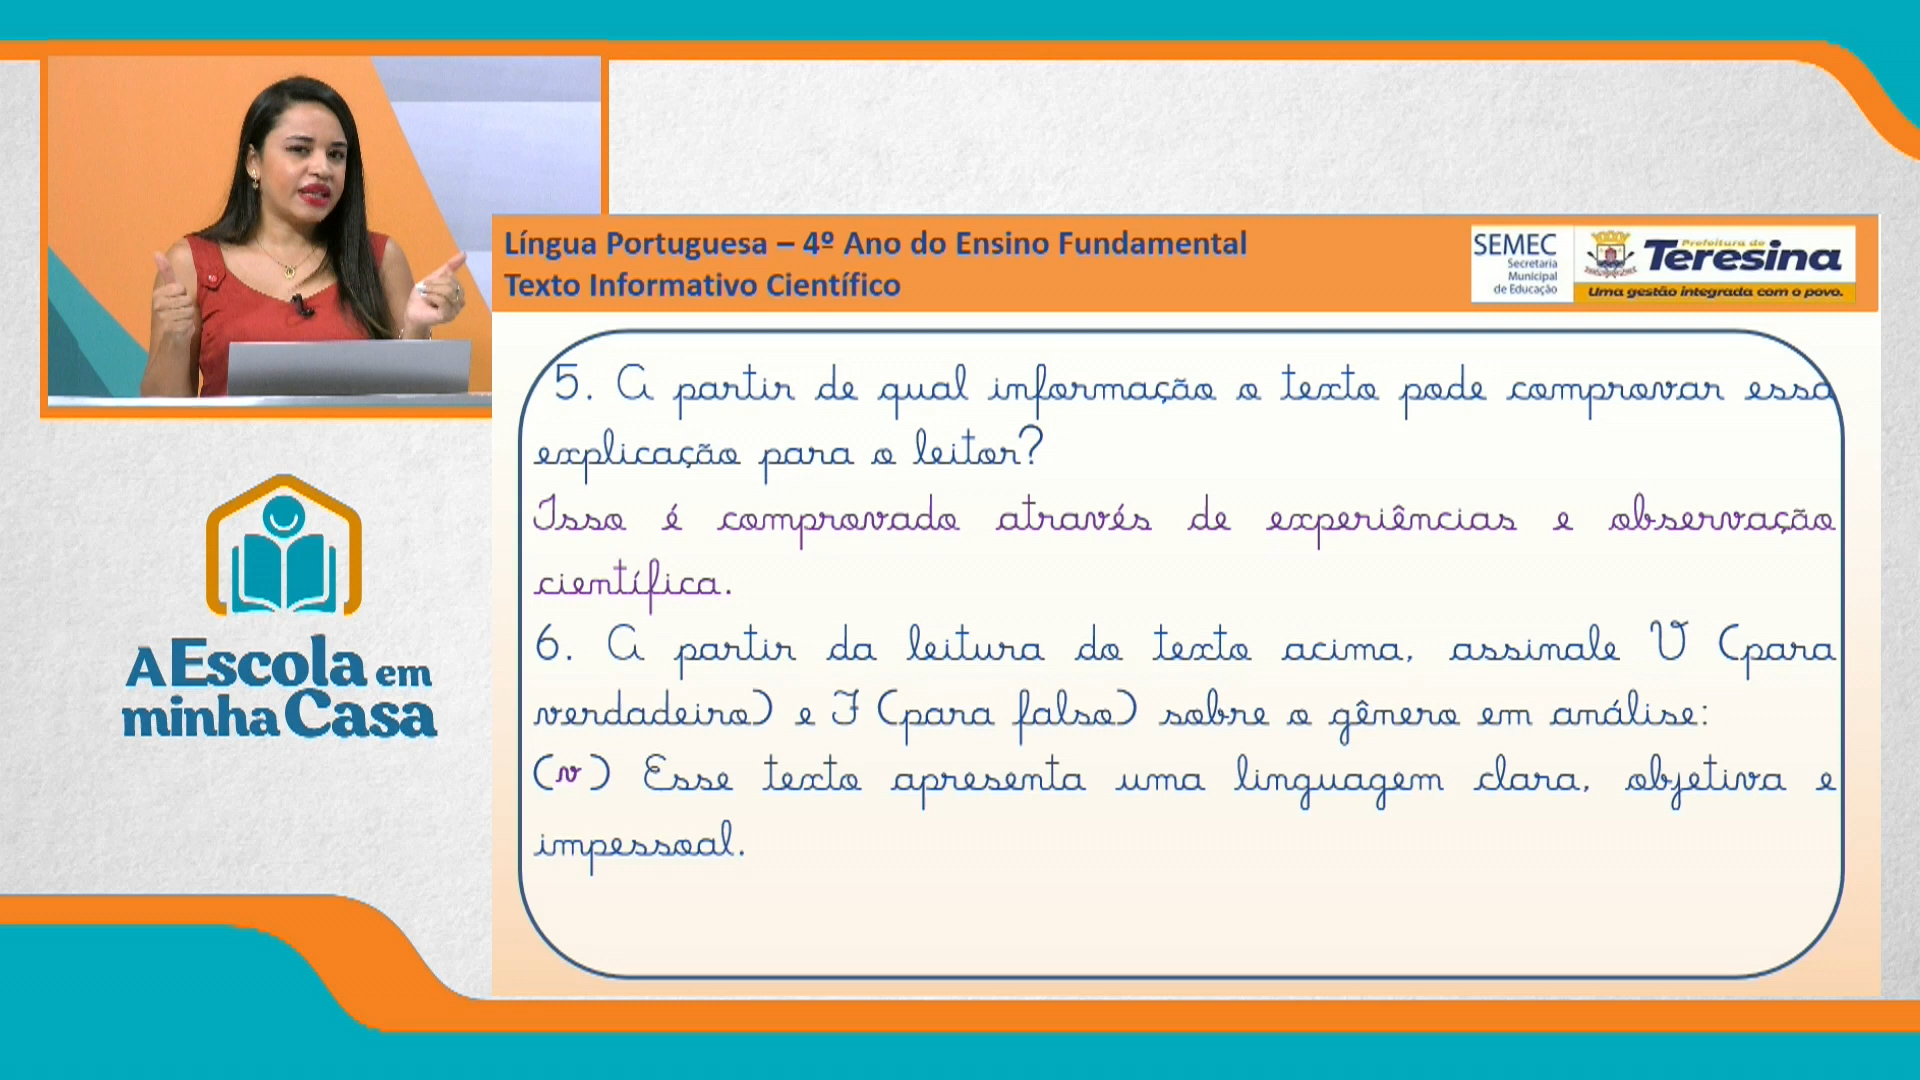 Língua Portuguesa – 4º Ano do Ensino Fundamental
Texto Informativo Científico
SEMEC
Secretaria
Municipal
de Educação
Prefeitura de
Teresina
Uma gestão integrada com o povo.
5. A partir de qual informação o texto pode comprovar essa
explicação para o leitor?
Isso é comprovado através de experiências e observação
científica.
6. A partir da leitura do texto acima, assinale V (para
verdadeiro) e F (para falso) sobre o gênero em análise:
(v) Esse texto apresenta uma linguagem clara, objetiva e
impessoal.
A Escola em
minha Casa